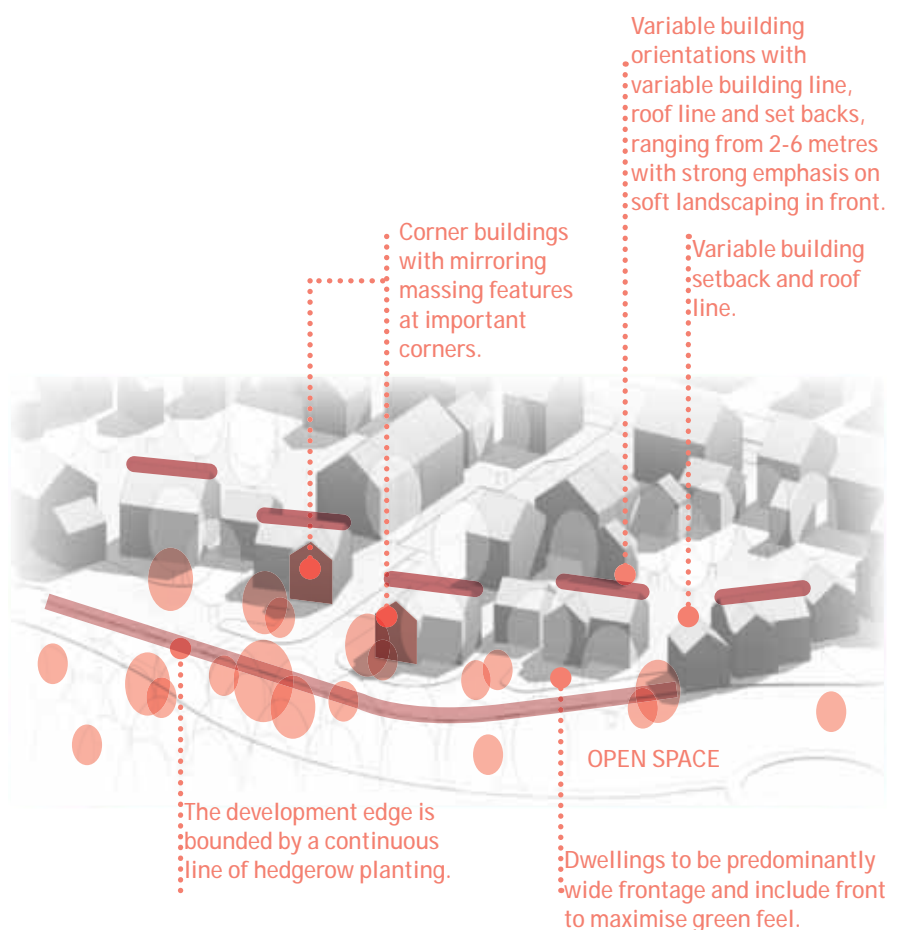 Variable building
orientations with
variable building line,
roof line and set backs,
ranging from 2-6 metres
with strong emphasis on
soft landscaping in front.
Corner buildings
with mirroring
massing features
at important
corners.
Variable building
setback and roof
line.
OPEN SPACE
The development edge is
bounded by a continuous
line of hedgerow planting.
Dwellings to be predominantly
wide frontage and include front
to maximise green feel.